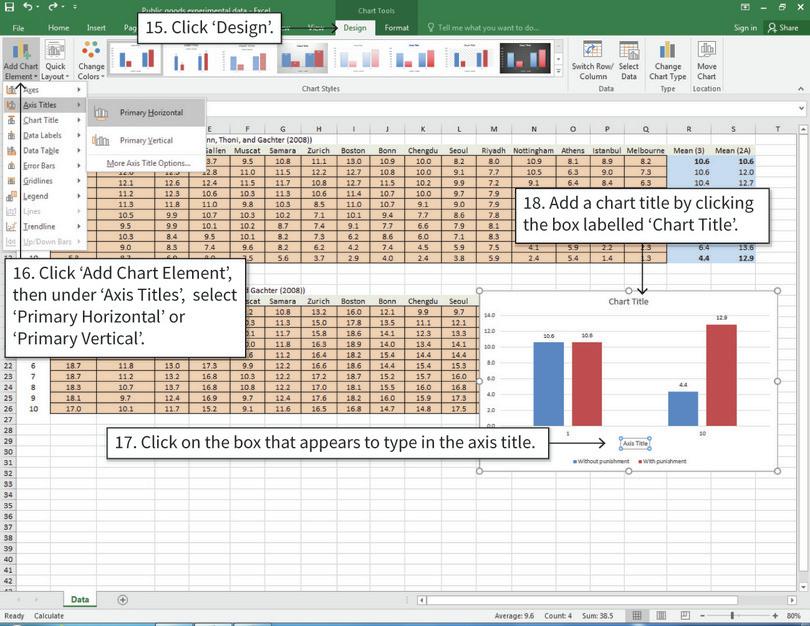 Public goods experimental data - Excel
Chart Tools
File Home Insert View Design Format Tell me what you want to do... Sign in Share
15. Click ‘Design’.
Add Chart Element
Quick Layout
Change Colors
Chart Styles
Switch Row/ Column
Select Data
Data
Change Chart Type
Type
Move Chart
Location
Axes
Axis Titles
Chart Title
Data Labels
Data Table
Error Bars
Gridlines
Legend
Lines
Trendline
Up/Down Bars
Primary Horizontal
Primary Vertical
More Axis Title Options...
E F G H I J K L M N O P Q R S T
Thoni, and Gachter (2008))
Muscat Samara Zurich Boston Bonn Chengdu Seoul Riyadh Nottingham Athens Istanbul Melbourne Mean (3) Mean (2A)
9.5 10.8 11.1 13.0 10.9 10.0 8.2 8.0 10.9 8.1 8.9 8.2 10.6 10.6
12.8 11.0 11.5 12.2 12.7 10.8 10.0 9.1 7.7 10.5 6.3 9.0 7.3 10.6 12.0
12.1 12.6 12.4 11.5 11.7 10.8 12.7 11.5 10.2 9.9 7.2 9.1 6.4 8.4 6.3 10.4 12.7
10.3 11.4 10.5 10.6 12.3 10.3 11.3 10.6 11.4 10.7 10.0 7.9
11.3 11.8 11.0 9.8 10.3 8.5 11.0 10.7 9.1 9.0 7.9
10.5 9.9 10.7 10.3 10.2 7.1 10.1 9.4 7.7 8.6 7.8
9.5 9.9 10.1 10.2 8.7 7.4 9.1 7.7 6.6 7.9 8.1
10.3 8.4 9.5 10.1 8.2 7.3 6.2 8.6 6.0 7.1 8.3
9.0 8.3 7.4 9.6 8.2 6.2 4.2 7.4 4.5 5.9 7.5 6.4 13.6
10 6.0 5.4 7.7 11.3 5.7 2.9 4.0 2.4 3.8 5.9 2.4 5.4 1.4 1.3 4.4 12.9
16. Click ‘Add Chart Element’,
then under ‘Axis Titles’, select
‘Primary Horizontal’ or
‘Primary Vertical’.
18. Add a chart title by clicking
the box labelled ‘Chart Title’.
and Gachter (2008))
Samara Zurich Boston Bonn Chengdu Seoul
10.8 13.2 16.0 12.1 9.9 9.7
10.3 11.3 15.0 17.8 13.5 11.1 12.1
10.8 11.7 15.8 18.6 14.1 12.3 13.3
10.0 11.8 16.3 18.9 14.0 13.4 14.1
22 6 18.7 11.8 13.0 17.3 9.9 12.2 16.6 18.6 14.4 15.4 15.3
23 7 18.7 11.2 13.2 16.8 10.3 12.2 17.2 18.7 15.2 15.7 16.0
24 8 18.3 10.7 13.7 16.8 10.8 12.2 17.0 18.1 15.5 16.0 16.8
25 9 18.1 9.7 12.4 16.9 9.7 12.4 17.6 18.2 16.0 15.9 17.3
26 10 17.0 10.1 11.7 15.2 9.1 11.6 16.5 16.8 14.7 14.8 17.5
27
28
29
30
31
32
33
34
35
36
37
38
39
40
41
42
Chart Title
14.0
12.0
10.0
8.0
6.0
4.0
2.0
0.0
10.6 10.6 4.4 12.9
1 10
Axis Title
Without punishment With punishment
17. Click on the box that appears to type in the axis title.
Data
Ready Calculate Average: 9.6 Count: 4 Sum: 38.5 80%